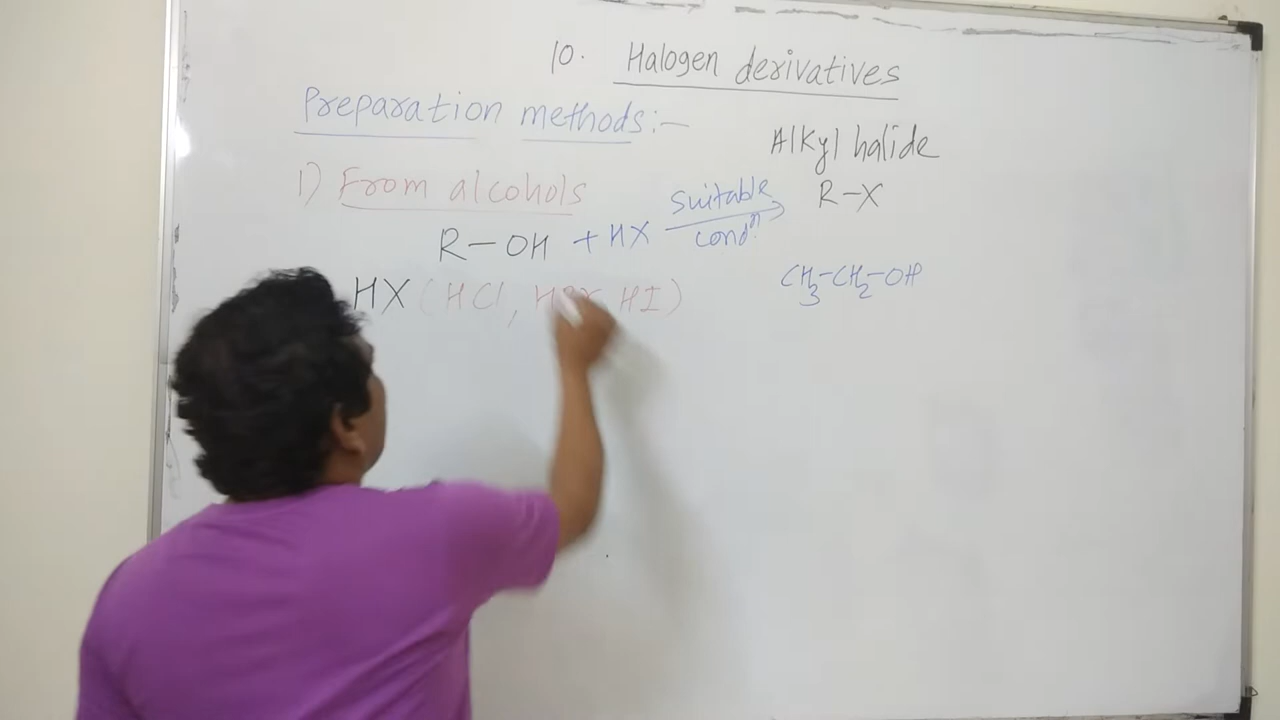 10. Halogen derivatives
Preparation methods:-
Alkyl halide
1) From alcohols
R-OH + HX suitable condⁿ. → R-X
HX (HCl, HBr, HI)
CH₃-CH₂-OH